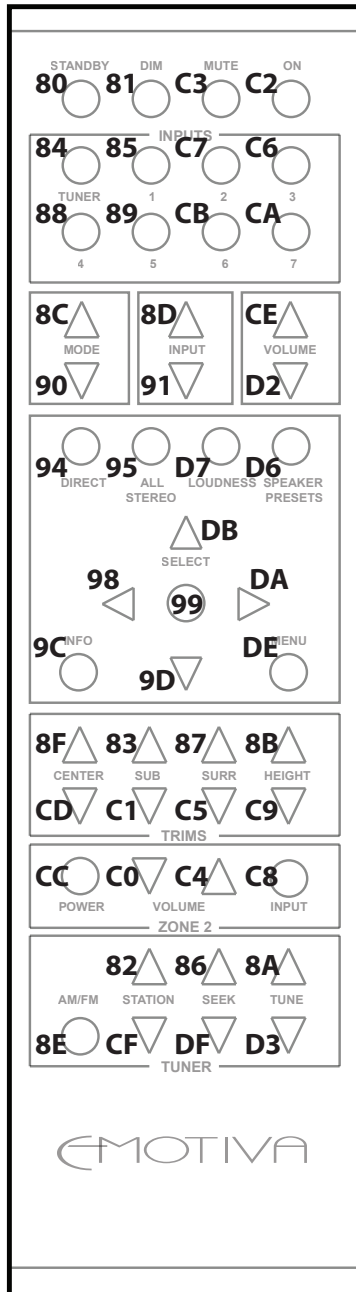 STANDBY DIM MUTE ON
80 81 C3 C2
INPUTS
84 85 C7 C6
TUNER 1 2 3
88 89 CB CA
4 5 6 7
8C 8D CE
MODE INPUT VOLUME
90 91 D2
94 95 D7 D6
DIRECT ALL STEREO LOUDNESS SPEAKER PRESETS
DB
SELECT
98 99 DA
INFO MENU
9C 9D DE
8F 83 87 8B
CENTER SUB SURR HEIGHT
CD C1 C5 C9
TRIMS
CC C0 C4 C8
POWER VOLUME INPUT
ZONE 2
82 86 8A
AM/FM STATION SEEK TUNE
8E CF DF D3
TUNER
EMOTIVA